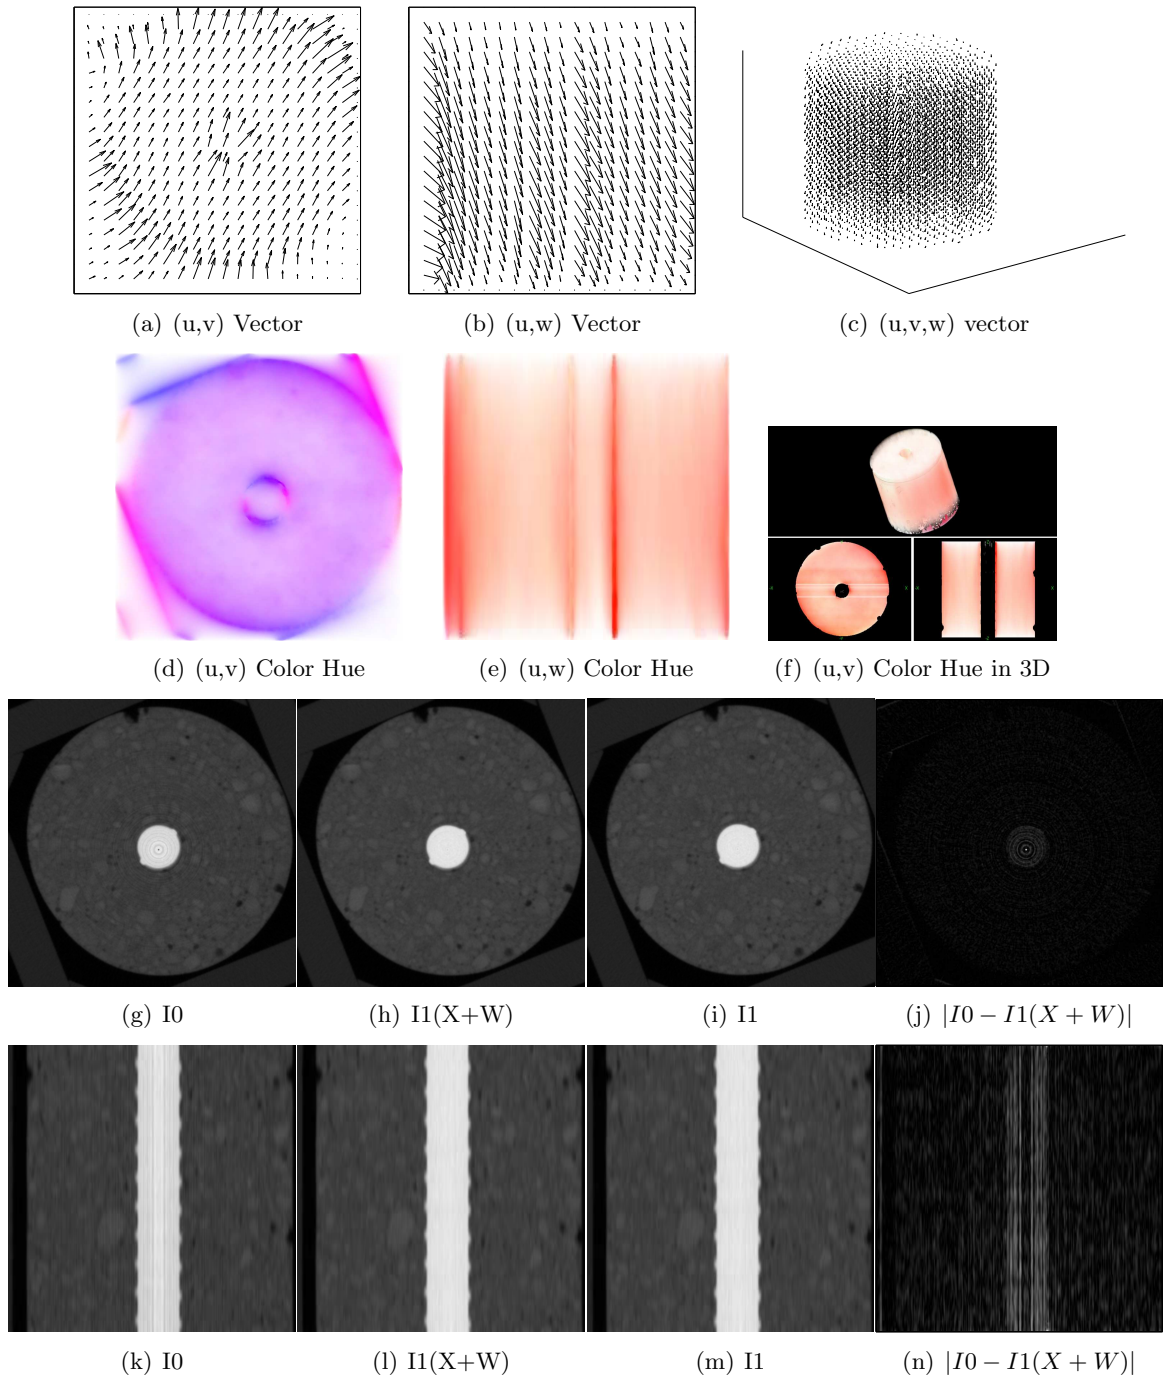 (a) (u,v) Vector
(b) (u,w) Vector
(c) (u,v,w) vector
(d) (u,v) Color Hue
(e) (u,w) Color Hue
(f) (u,v) Color Hue in 3D
(g) I0
(h) I1(X+W)
(i) I1
(j) |I0 − I1(X + W)|
(k) I0
(l) I1(X+W)
(m) I1
(n) |I0 − I1(X + W)|